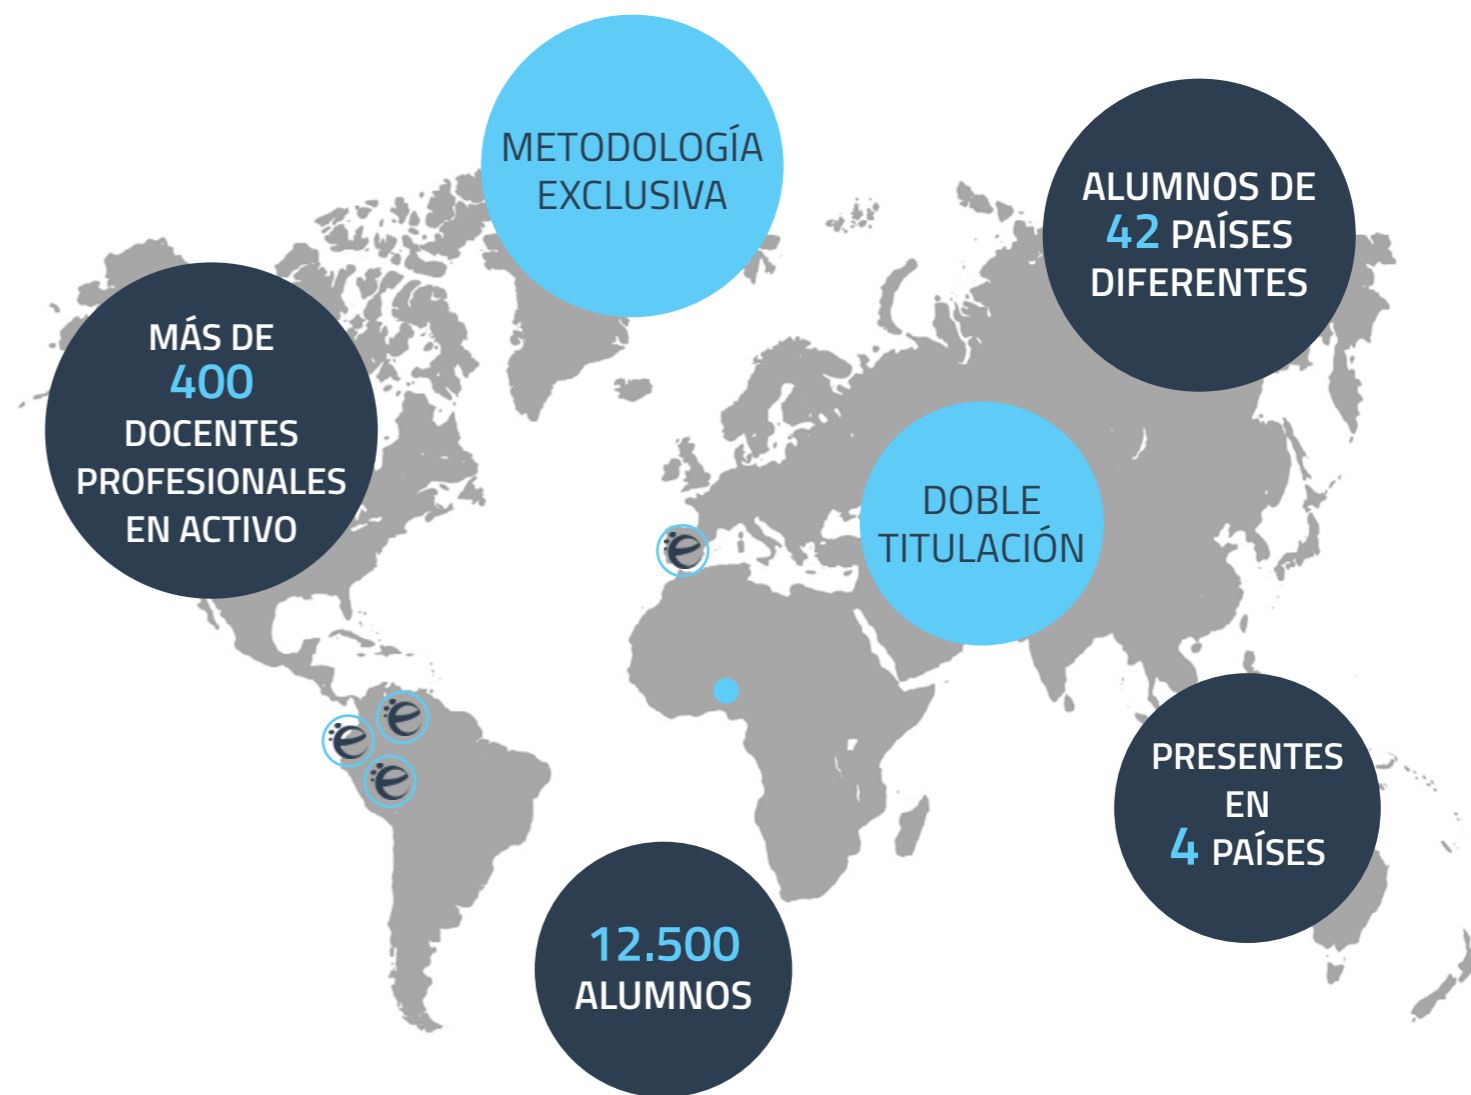 METODOLOGÍA
EXCLUSIVA
ALUMNOS DE
42 PAÍSES
DIFERENTES
MÁS DE
400
DOCENTES
PROFESIONALES
EN ACTIVO
DOBLE
TITULACIÓN
PRESENTES
EN
4 PAÍSES
12.500
ALUMNOS